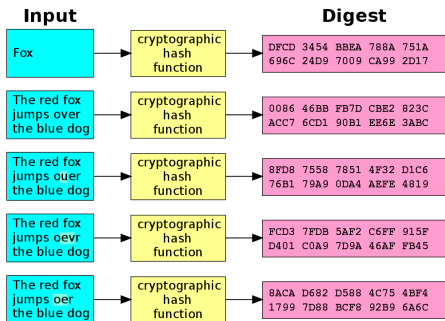 Input
Digest
Fox
cryptographic
hash
function
DFCD 3454 BBEA 788A 751A
696C 24D9 7009 CA99 2D17
The red fox
jumps over
the blue dog
cryptographic
hash
function
0086 46BB FB7D CBE2 823C
ACC7 6CD1 90B1 EE6E 3ABC
The red fox
jumps ouer
the blue dog
cryptographic
hash
function
8FD8 7558 7851 4F32 D1C6
76B1 79A9 0DA4 AEFE 4819
The red fox
jumps oevr
the blue dog
cryptographic
hash
function
FCD3 7FDB 5AF2 C6FF 915F
D401 C0A9 7D9A 46AF FB45
The red fox
jumps oer
the blue dog
cryptographic
hash
function
8ACA D682 D588 4C75 4BF4
1799 7D88 BCF8 92B9 6A6C